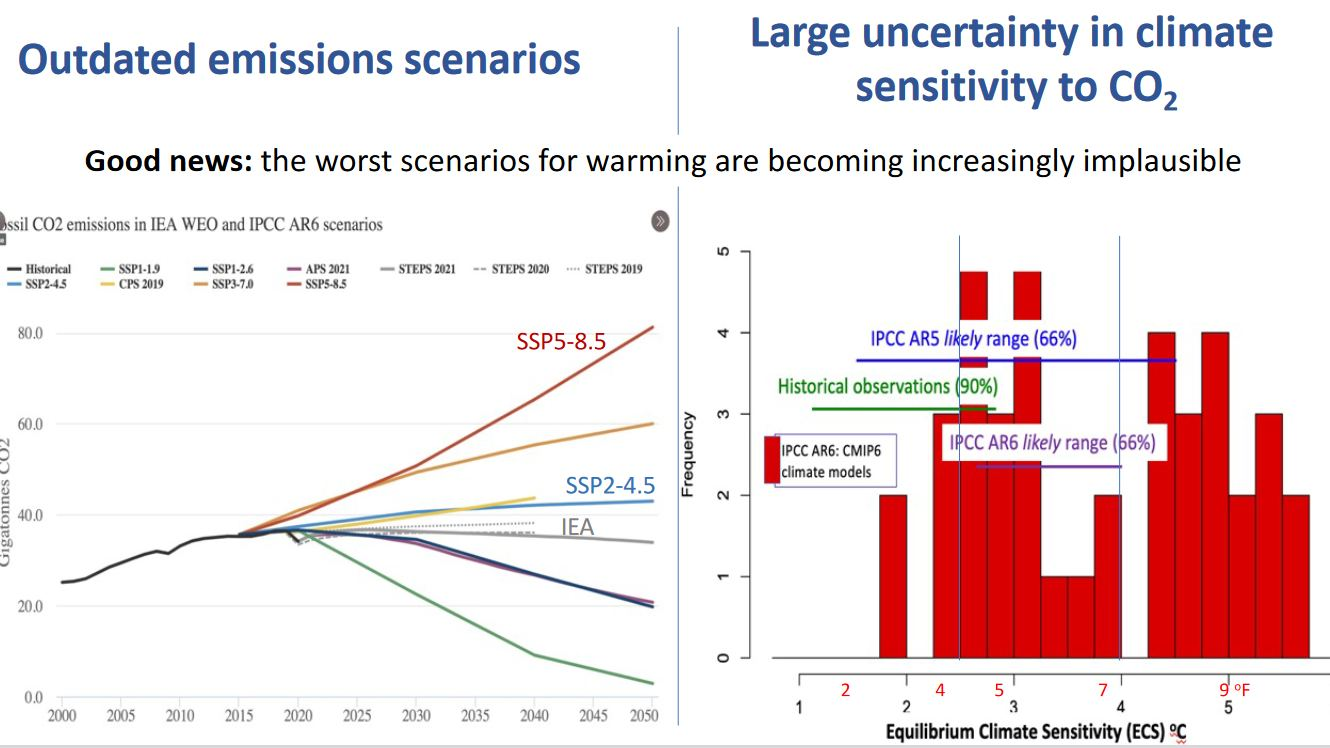 Outdated emissions scenarios
Large uncertainty in climate
sensitivity to CO2
Good news: the worst scenarios for warming are becoming increasingly implausible
ossil CO2 emissions in IEA WEO and IPCC AR6 scenarios
»
Historical SSP1-1.9 SSP1-2.6 APS 2021 STEPS 2021 STEPS 2020 STEPS 2019
SSP2-4.5 CPS 2019 SSP3-7.0 SSP5-8.5
Gigatonnes CO2
80.0
60.0
40.0
20.0
0.0
SSP5-8.5
SSP2-4.5
IEA
2000 2005 2010 2015 2020 2025 2030 2035 2040 2045 2050
Frequency
5
4
3
2
1
0
IPCC AR5 likely range (66%)
Historical observations (90%)
IPCC AR6 likely range (66%)
IPCC AR6: CMIP6
climate models
2 4 5 7 9 ºF
1 2 3 4 5
Equilibrium Climate Sensitivity (ECS) ºC